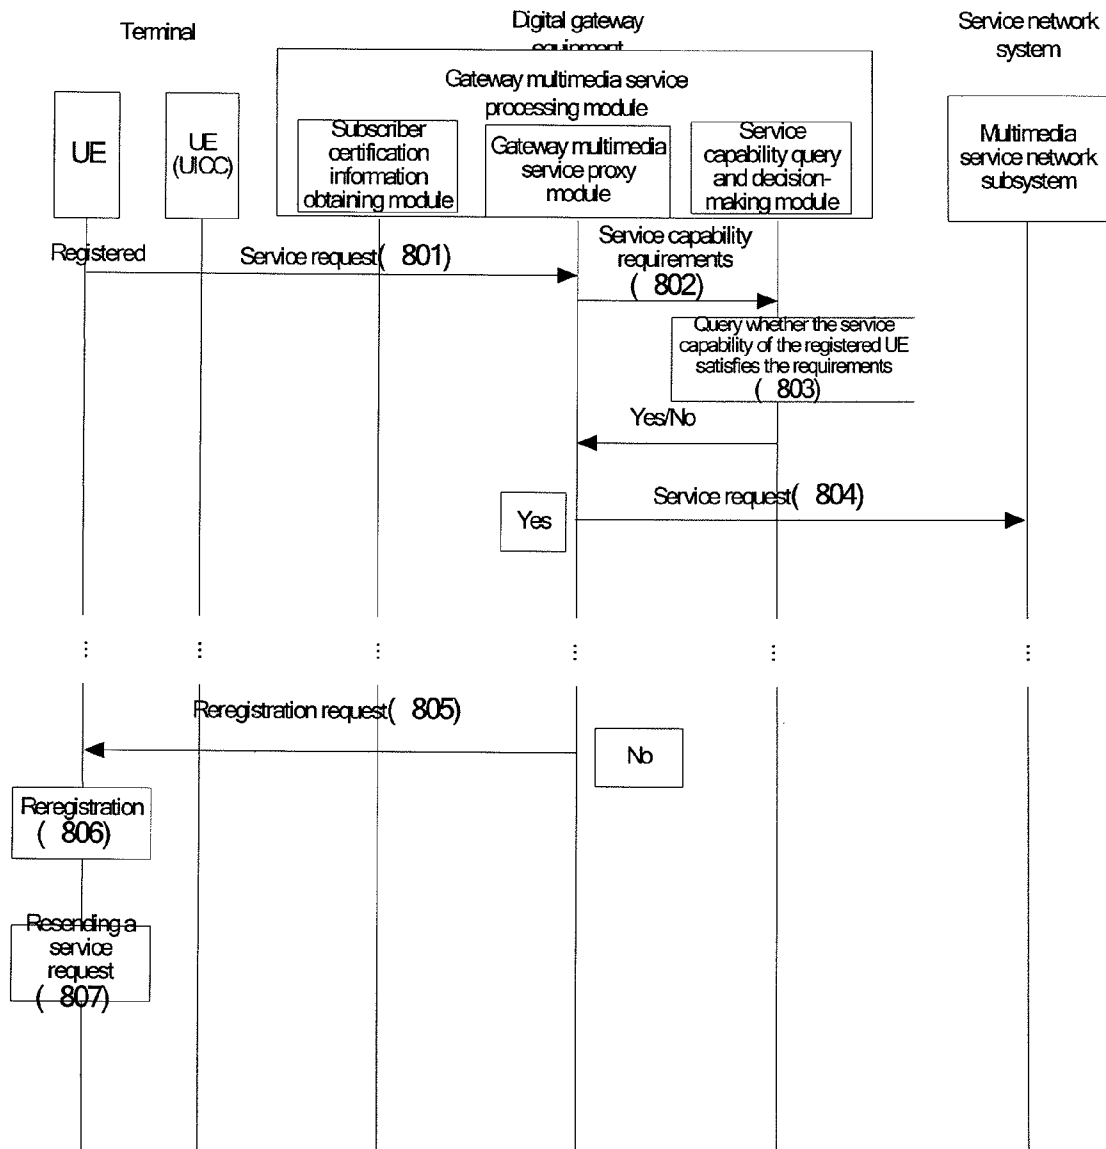 Terminal
Digital gateway
equipment
Service network
system
Gateway multimedia service
processing module
UE
UE
(UICC)
Subscriber
certification
information
obtaining module
Gateway multimedia
service proxy
module
Service
capability query
and decision-
making module
Multimedia
service network
subsystem
Registered
Service request( 801)
Service capability
requirements
( 802)
Query whether the service
capability of the registered UE
satisfies the requirements
( 803)
Yes/No
Yes
Service request( 804)
...
...
...
...
...
...
Reregistration request( 805)
No
Reregistration
( 806)
Resending a
service
request
( 807)